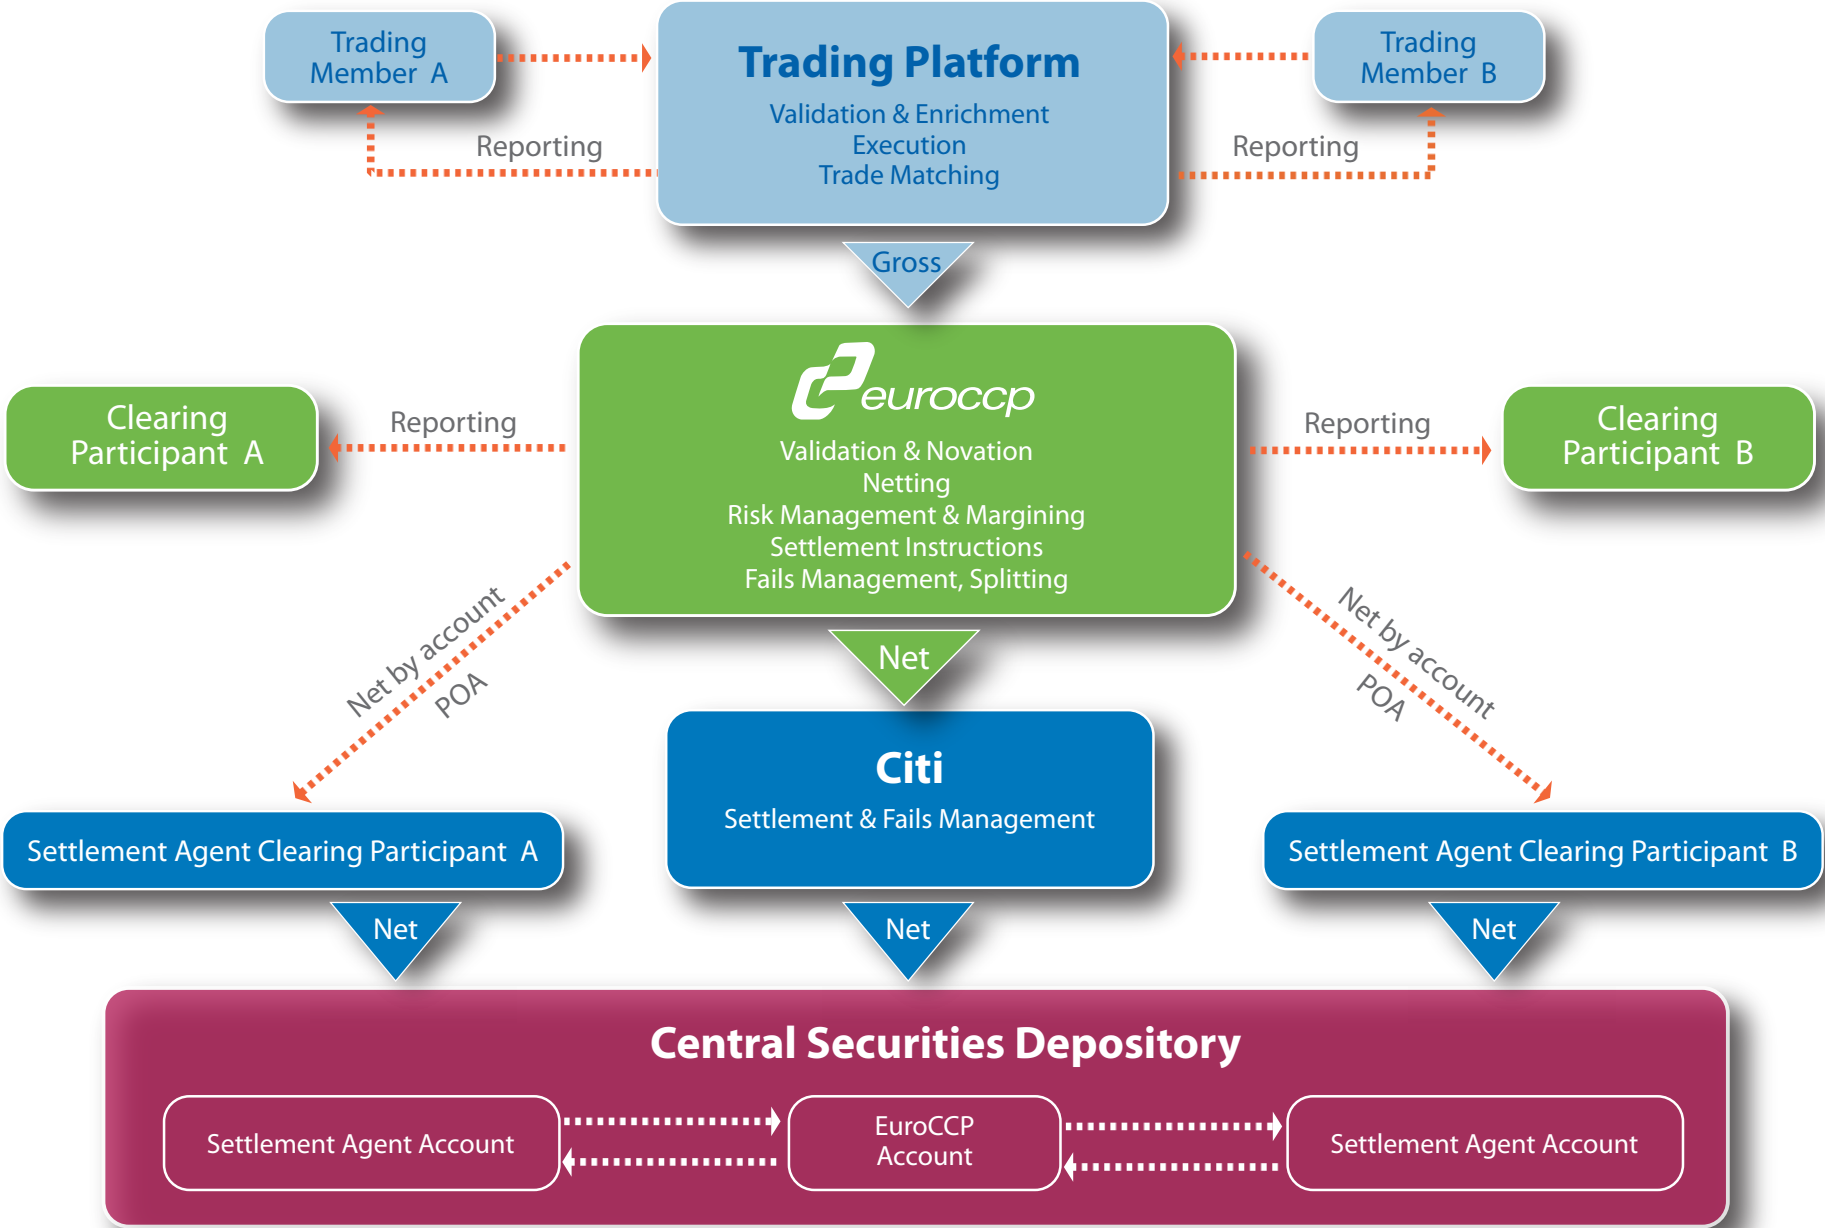 Trading
Member A
Trading Platform
Validation & Enrichment
Execution
Trade Matching
Trading
Member B
Reporting
Reporting
Gross
euroccp
Validation & Novation
Netting
Risk Management & Margining
Settlement Instructions
Fails Management, Splitting
Clearing
Participant A
Reporting
Reporting
Clearing
Participant B
Net by account
POA
Net
Net by account
POA
Citi
Settlement & Fails Management
Settlement Agent Clearing Participant A
Settlement Agent Clearing Participant B
Net
Net
Net
Central Securities Depository
Settlement Agent Account
EuroCCP
Account
Settlement Agent Account